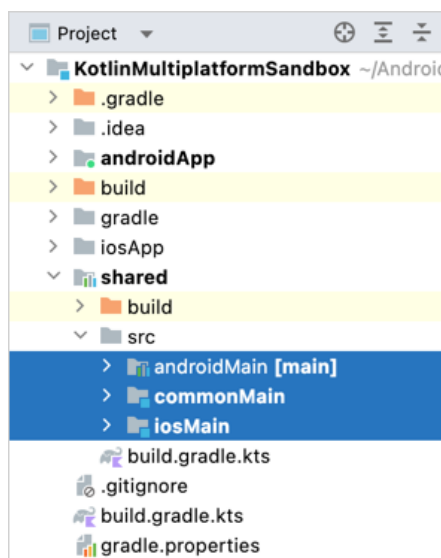 Project
KotlinMultiplatformSandbox ~/Android
.gradle
.idea
androidApp
build
gradle
iosApp
shared
build
src
androidMain [main]
commonMain
iosMain
build.gradle.kts
.gitignore
build.gradle.kts
gradle.properties